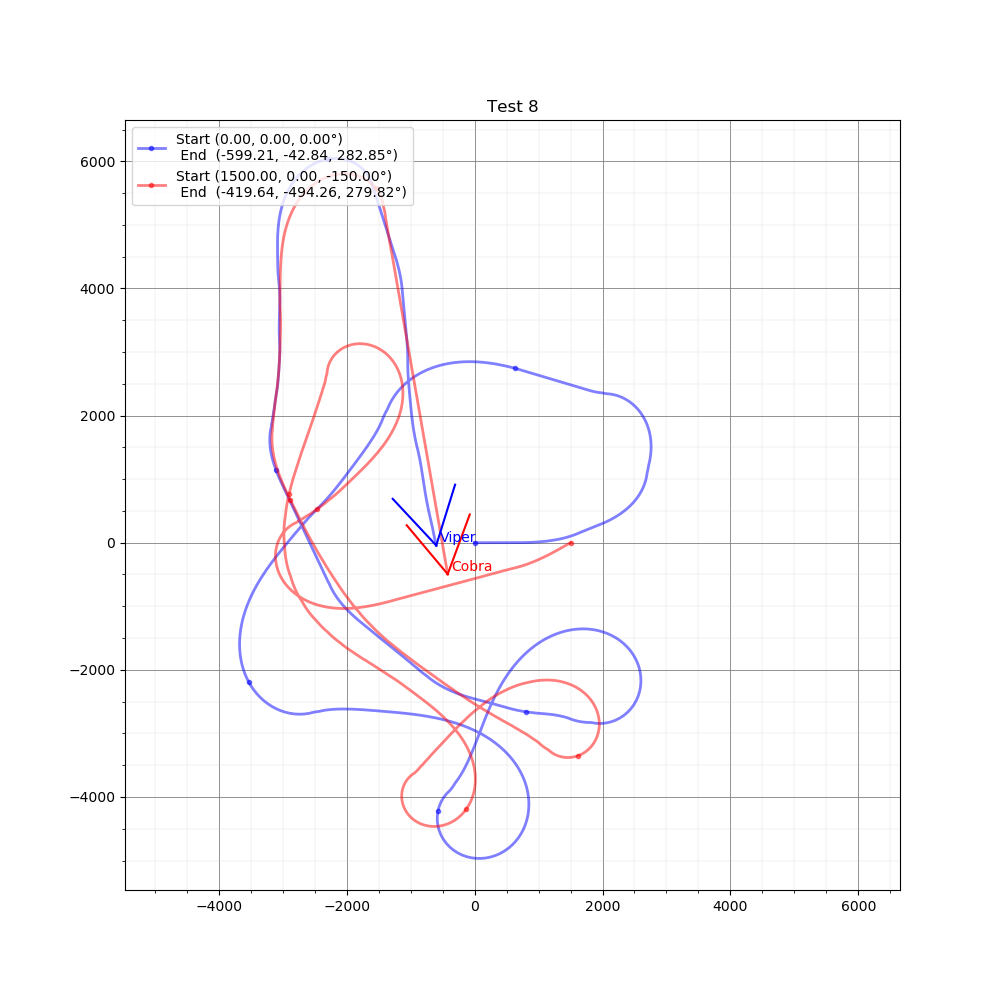 Test 8
Start (0.00, 0.00, 0.00°)
End (-599.21, -42.84, 282.85°)
Start (1500.00, 0.00, -150.00°)
End (-419.64, -494.26, 279.82°)
6000
4000
2000
0
−2000
−4000
Viper
Cobra
−4000 −2000 0 2000 4000 6000